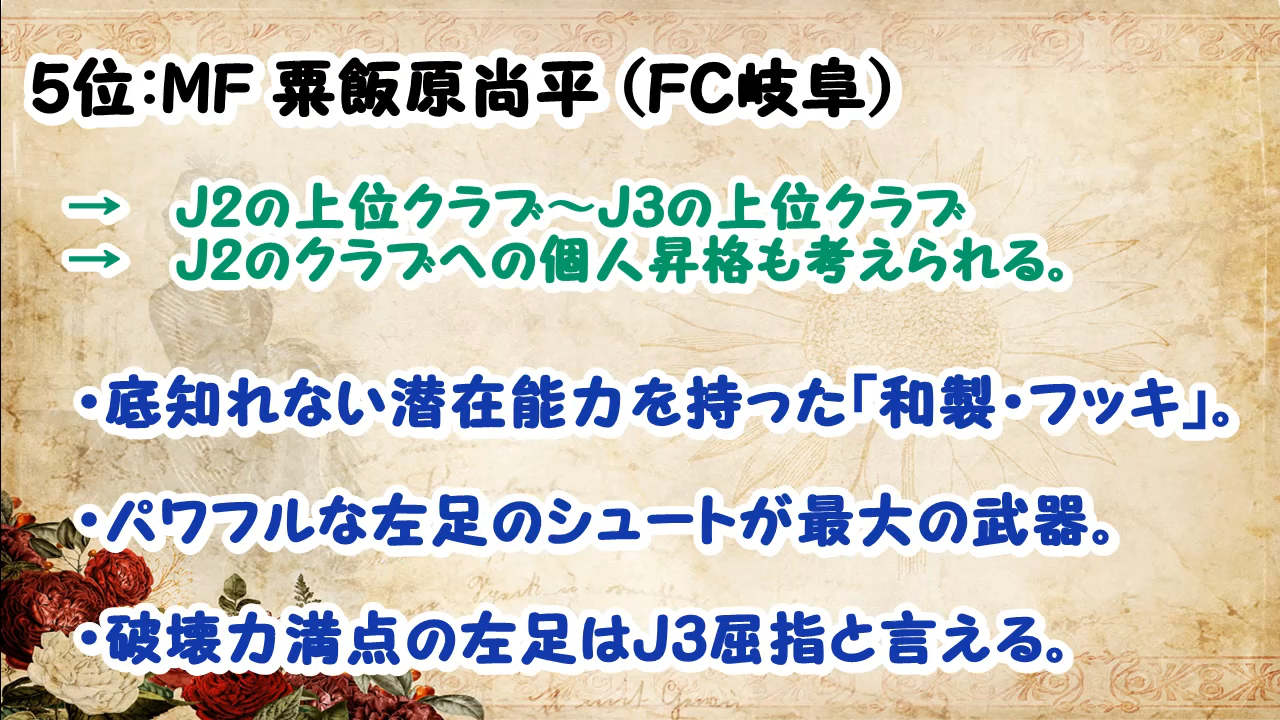 5位:MF 粟飯原尚平 (FC岐阜)
→ J2の上位クラブ~J3の上位クラブ
→ J2のクラブへの個人昇格も考えられる。
・底知れない潜在能力を持った「和製・フッキ」。
・パワフルな左足のシュートが最大の武器。
・破壊力満点の左足はJ3屈指と言える。